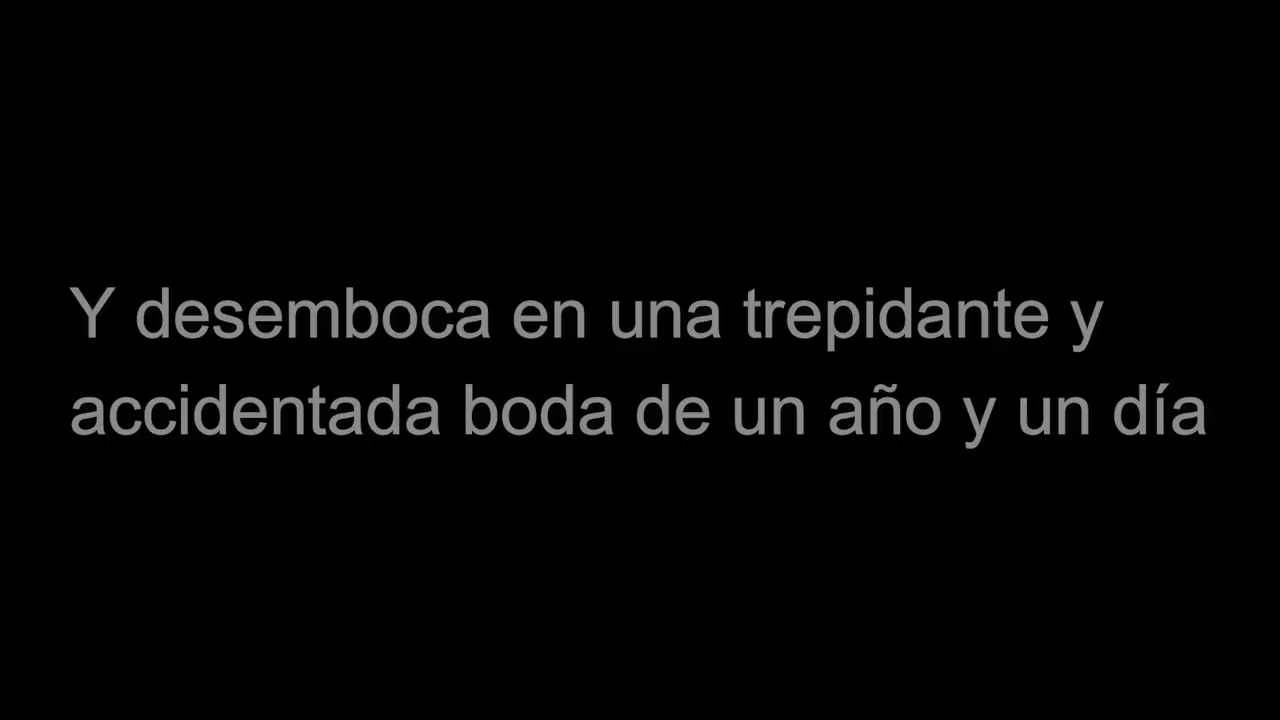 Y desemboca en una trepidante y
accidentada boda de un año y un día